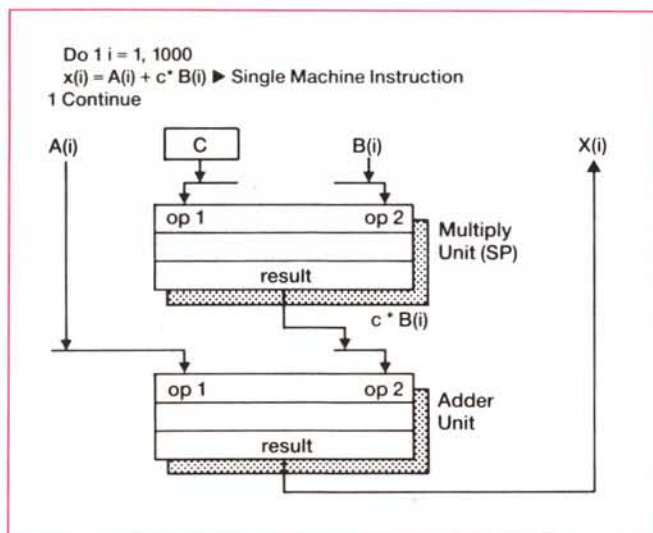 Do 1 i = 1, 1000
x(i) = A(i) + c* B(i) ▶ Single Machine Instruction
1 Continue
A(i)
C
B(i)
X(i)
op 1
op 2
Multiply
Unit (SP)
result
c * B(i)
op 1
op 2
Adder
Unit
result